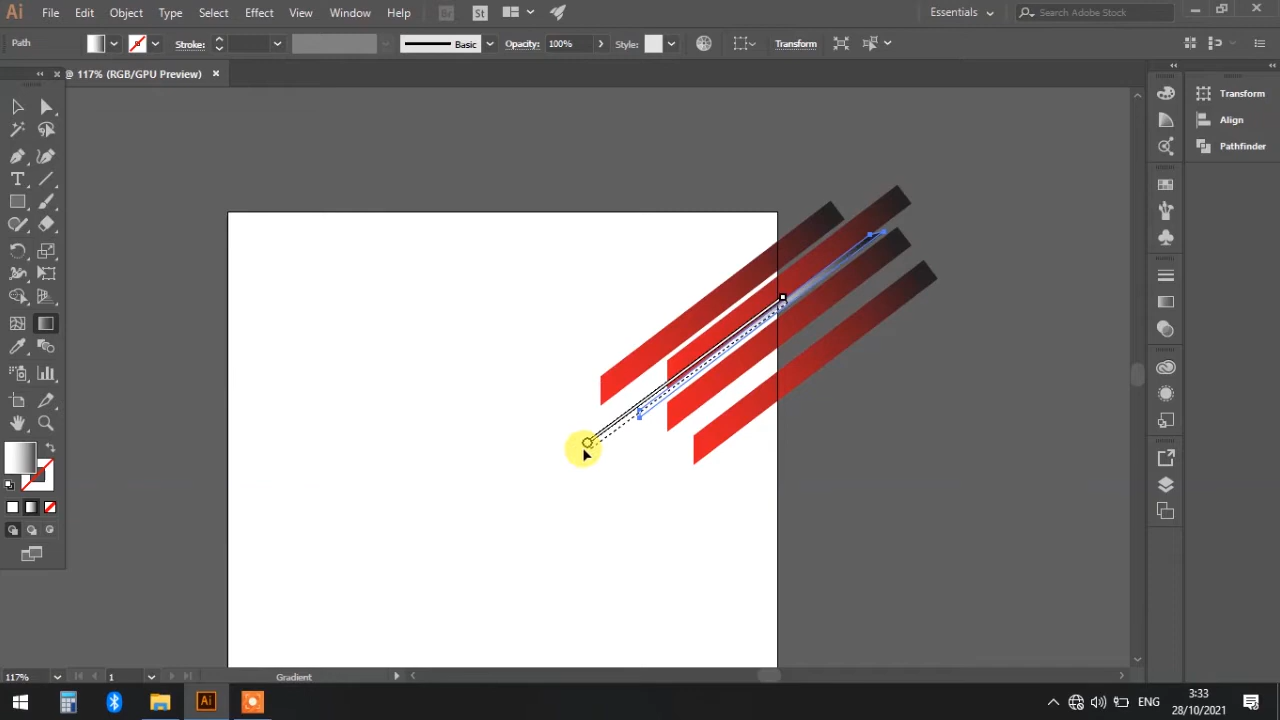 Ai File Edit Object Type Select Effect View Window Help Br St Essentials Search Adobe Stock
Path Stroke: Basic Opacity: 100% Style: Transform
@ 117% (RGB/GPU Preview)
Transform
Align
Pathfinder
117% 1 Gradient
Ai ENG 3:33
28/10/2021